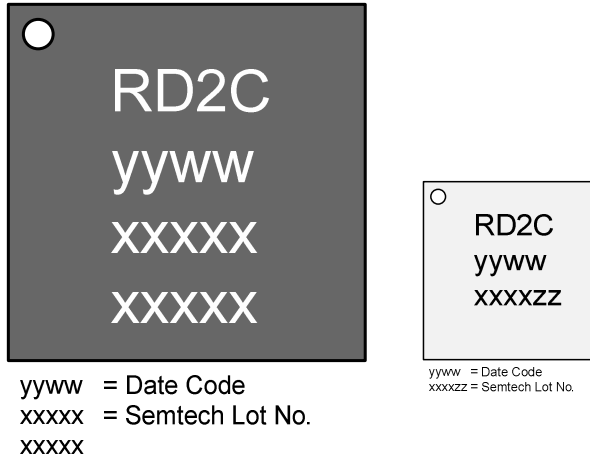 RD2C
yyww
xxxxx
xxxxx
yyww = Date Code
xxxxx = Semtech Lot No.
xxxxx
RD2C
yyww
xxxxzz
yyww = Date Code
xxxxzz = Semtech Lot No.